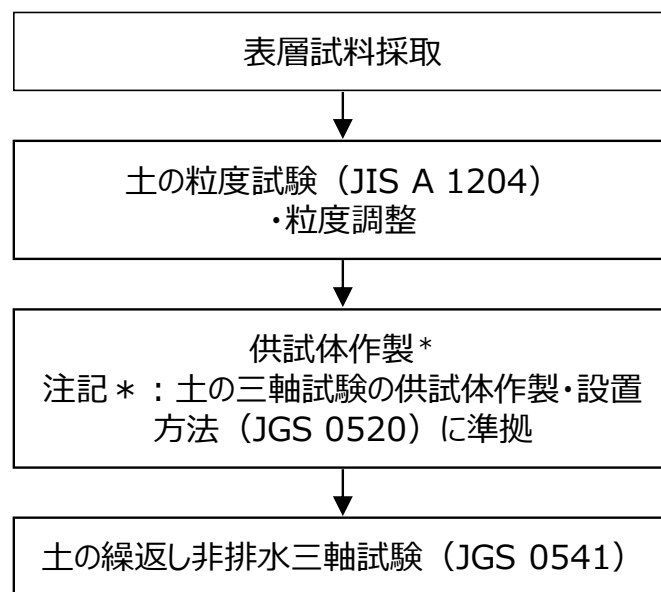 表層試料採取
土の粒度試験（JIS A 1204）
・粒度調整
供試体作製*
注記＊：土の三軸試験の供試体作製・設置
方法（JGS 0520）に準拠
土の繰返し非排水三軸試験（JGS 0541）